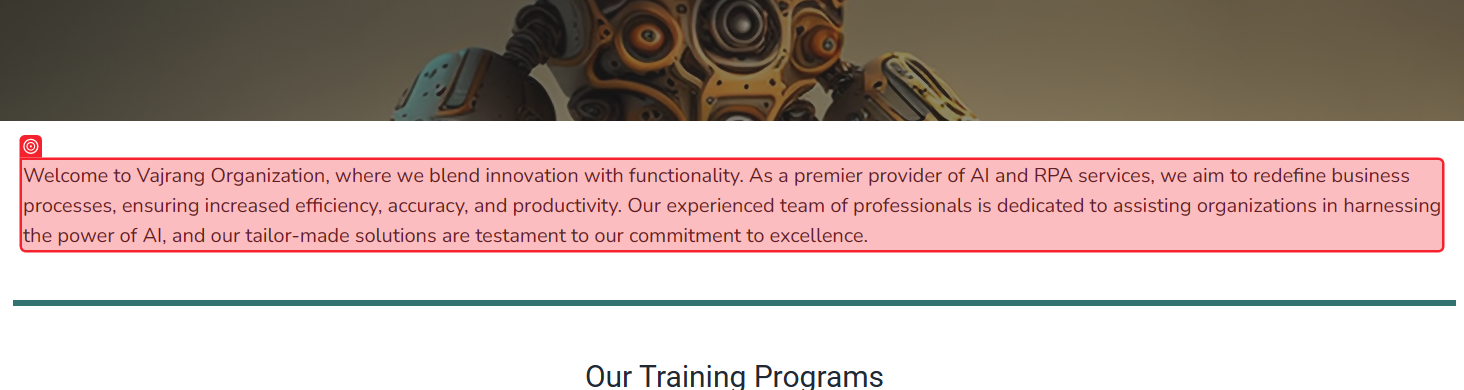 Welcome to Vajrang Organization, where we blend innovation with functionality. As a premier provider of AI and RPA services, we aim to redefine business
processes, ensuring increased efficiency, accuracy, and productivity. Our experienced team of professionals is dedicated to assisting organizations in harnessing
the power of AI, and our tailor-made solutions are testament to our commitment to excellence.
Our Training Programs